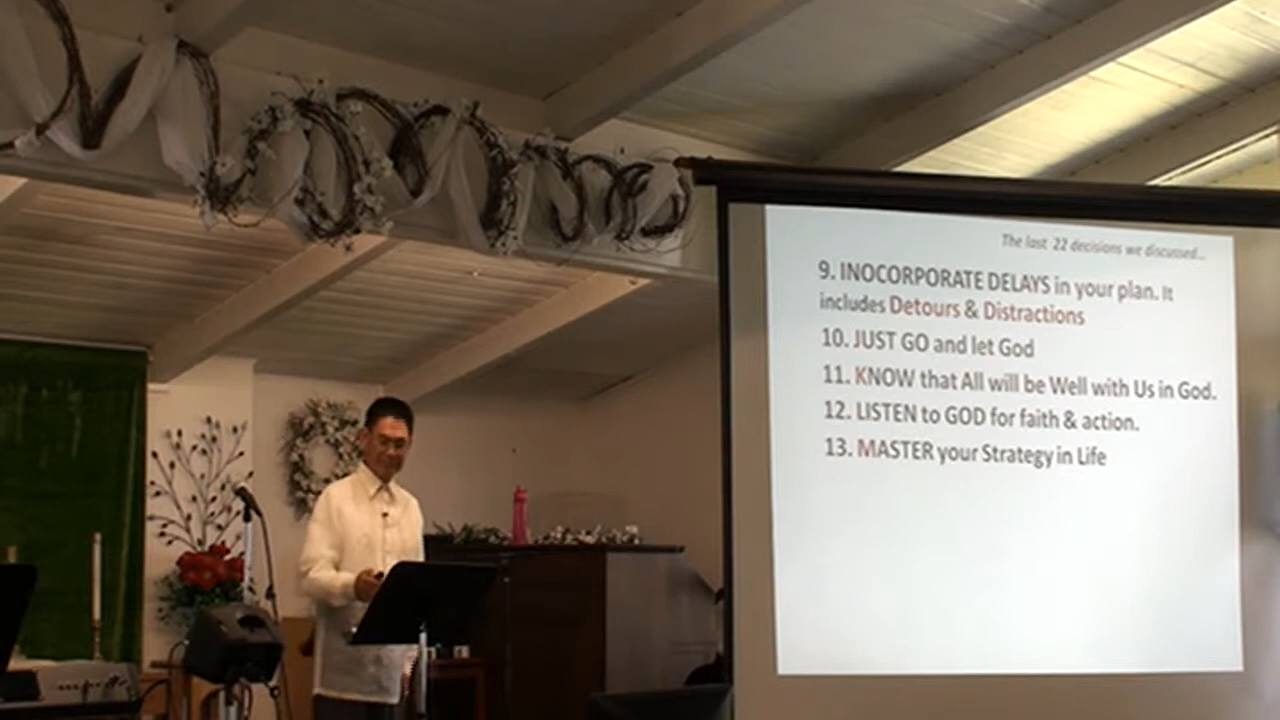 The last 22 decisions we discussed...
9. INOCORPORATE DELAYS in your plan. It
includes Detours & Distractions
10. JUST GO and let God
11. KNOW that All will be Well with Us in God.
12. LISTEN to GOD for faith & action.
13. MASTER your Strategy in Life